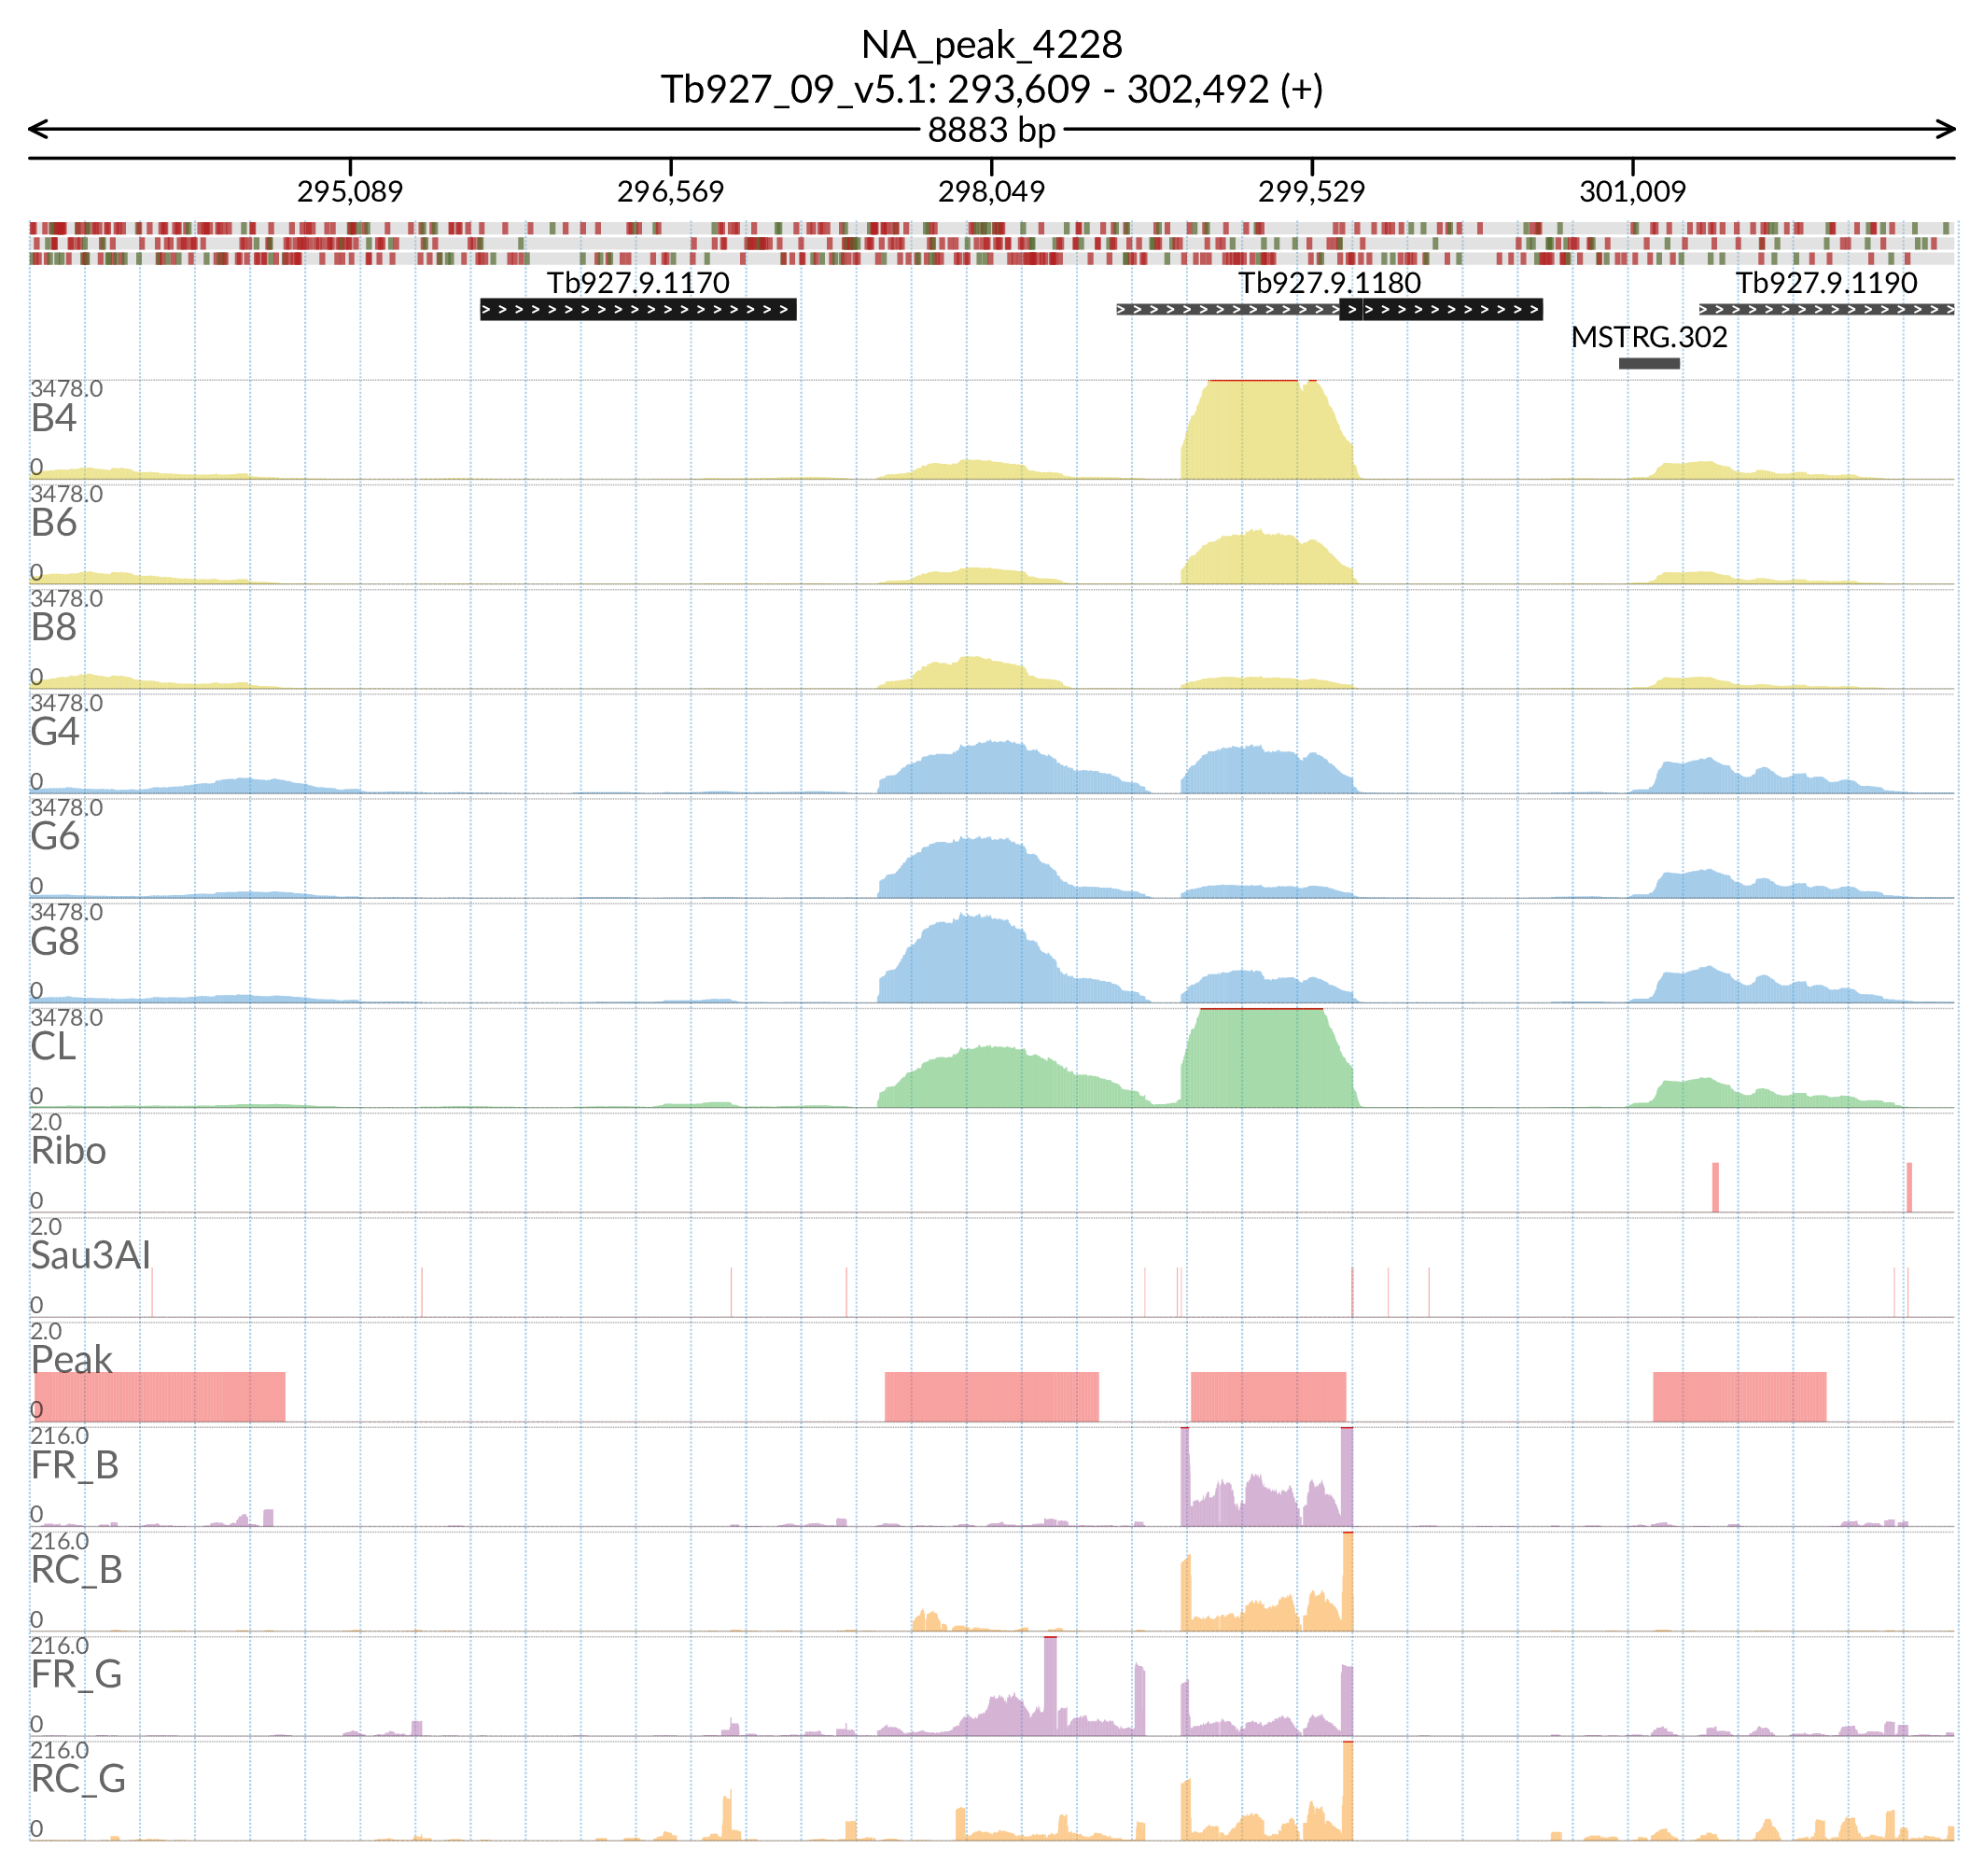 NA_peak_4228
Tb927_09_v5.1: 293,609 - 302,492 (+)
8883 bp
295,089 296,569 298,049 299,529 301,009
Tb927.9.1170 Tb927.9.1180 Tb927.9.1190
MSTRG.302
3478.0
B4
0
3478.0
B6
0
3478.0
B8
0
3478.0
G4
0
3478.0
G6
0
3478.0
G8
0
3478.0
CL
0
2.0
Ribo
0
2.0
Sau3AI
0
2.0
Peak
0
216.0
FR_B
0
216.0
RC_B
0
216.0
FR_G
0
216.0
RC_G
0